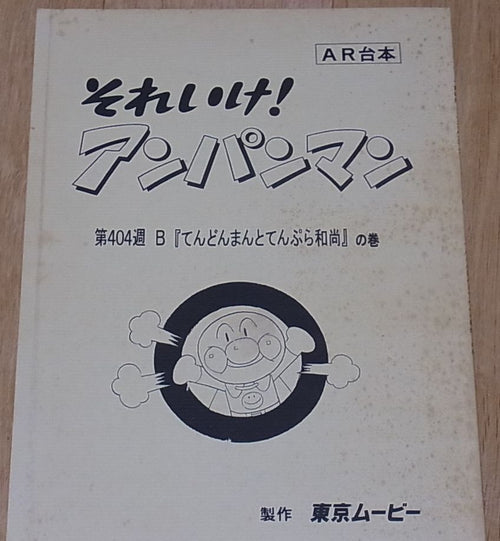 AR台本
それいけ!
アンパンマン
第404週 B『てんどんまんとてんぷら和尚』の巻
製作 東京ムービー